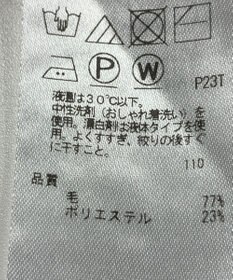 P W P23T
液温は30℃以下。
中性洗剤(おしゃれ着洗い)を
使用。漂白剤は液体タイプを使
用。よくすすぎ、絞りの後すぐ
に干すこと。
110
品質
毛 77%
ポリエステル 23%